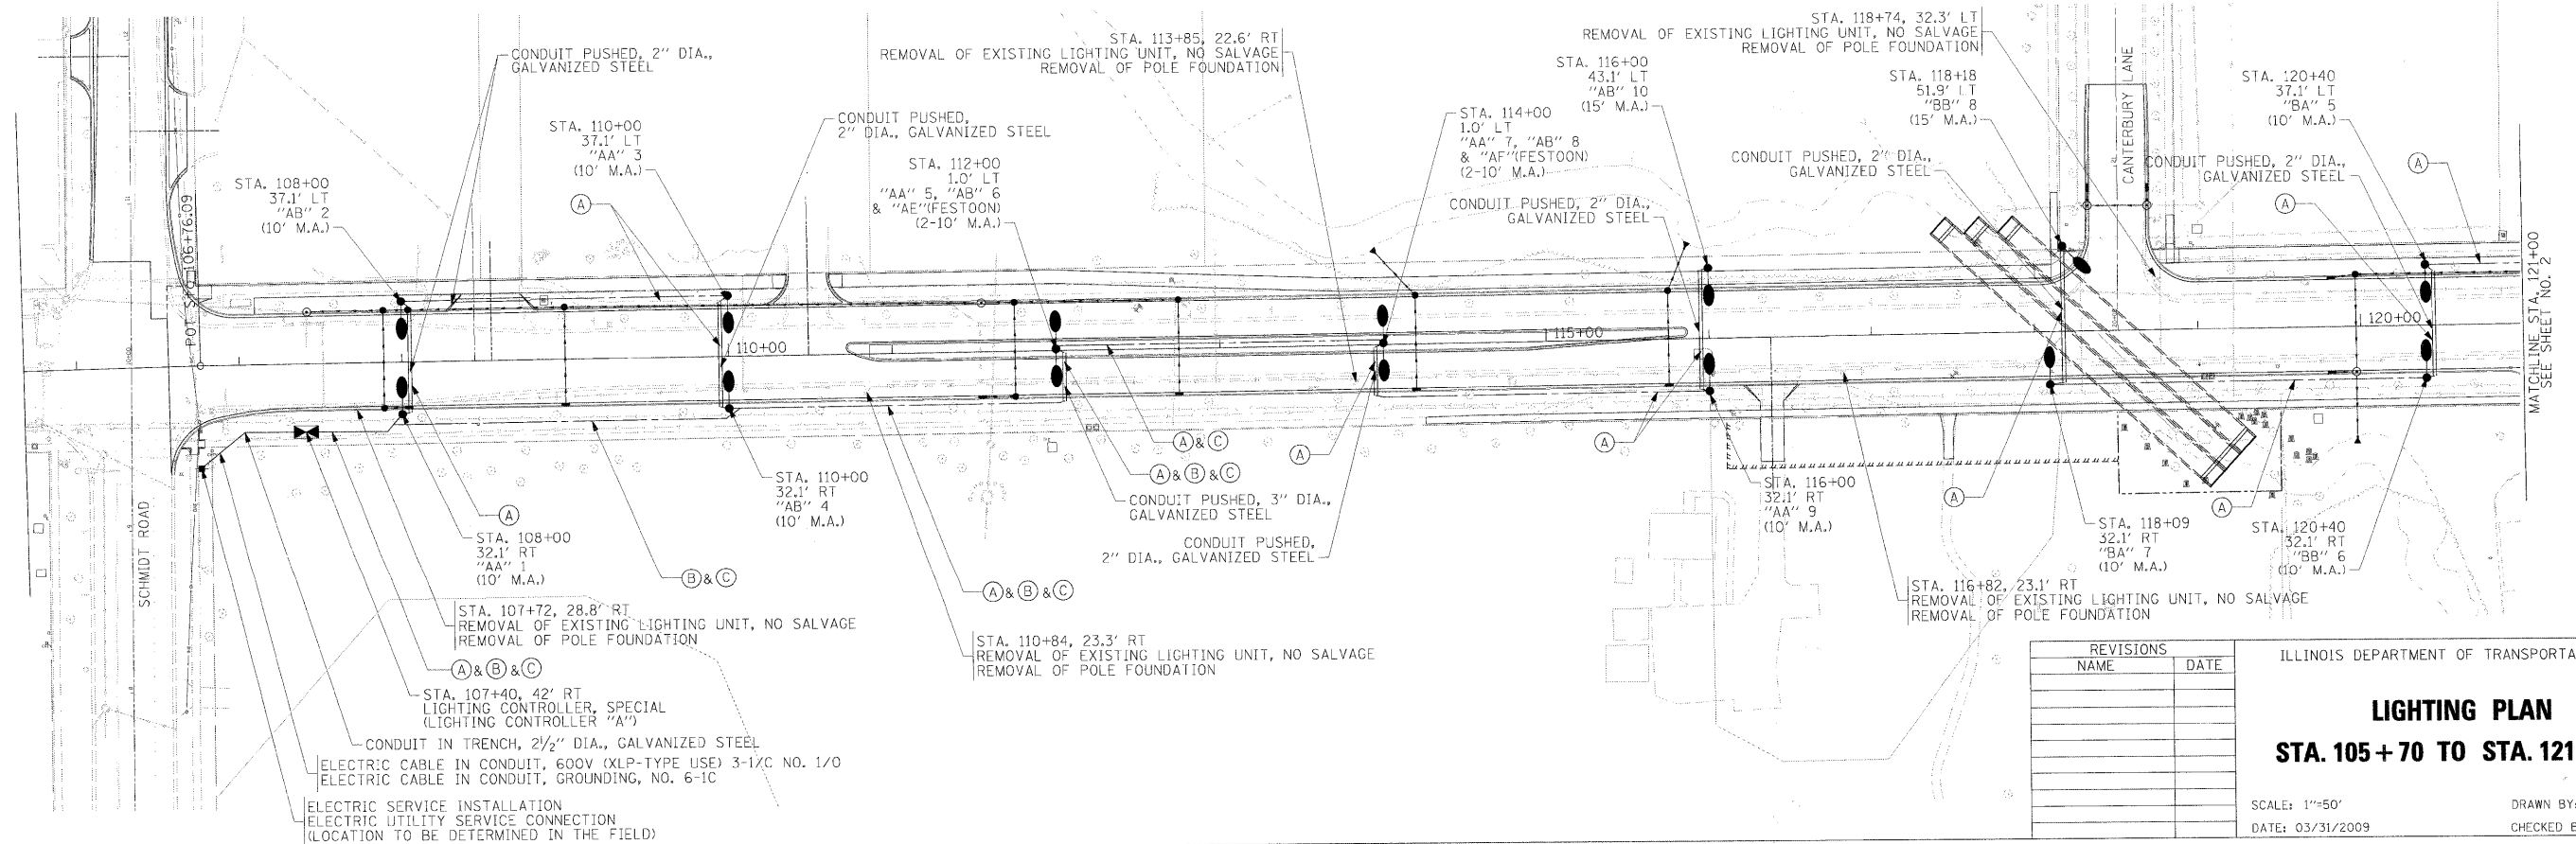 CONDUIT PUSHED, 2" DIA.,
GALVANIZED STEEL
STA. 113+85, 22.6' RT
REMOVAL OF EXISTING LIGHTING UNIT, NO SALVAGE
REMOVAL OF POLE FOUNDATION
STA. 118+74, 32.3' LT
REMOVAL OF EXISTING LIGHTING UNIT, NO SALVAGE
REMOVAL OF POLE FOUNDATION
STA. 116+00
43.1' LT
"AB" 10
(15' M.A.)
STA. 118+18
51.9' LT
"BB" 8
(15' M.A.)
CANTERBURY LANE
STA. 120+40
37.1' LT
"BA" 5
(10' M.A.)
STA. 110+00
37.1' LT
"AA" 3
(10' M.A.)
A
CONDUIT PUSHED,
2" DIA., GALVANIZED STEEL
STA. 114+00
1.0' LT
"AA" 7, "AB" 8
& "AF"(FESTOON)
(2-10' M.A.)
STA. 112+00
1.0' LT
"AA" 5, "AB" 6
& "AE"(FESTOON)
(2-10' M.A.)
CONDUIT PUSHED, 2" DIA.,
GALVANIZED STEEL
CONDUIT PUSHED, 2" DIA.,
GALVANIZED STEEL
CONDUIT PUSHED, 2" DIA.,
GALVANIZED STEEL
A
A
STA. 108+00
37.1' LT
"AB" 2
(10' M.A.)
POT STA 106+76.09
110+00
115+00
120+00
MATCHLINE STA. 121+00
SEE SHEET NO. 2
SCHMIDT ROAD
A
STA. 108+00
32.1' RT
"AA" 1
(10' M.A.)
STA. 110+00
32.1' RT
"AB" 4
(10' M.A.)
A & C
A & B & C
A
A
CONDUIT PUSHED, 3" DIA.,
GALVANIZED STEEL
CONDUIT PUSHED,
2" DIA., GALVANIZED STEEL
STA. 116+00
32.1' RT
"AA" 9
(10' M.A.)
A
STA. 118+09
32.1' RT
"BA" 7
(10' M.A.)
A
STA. 120+40
32.1' RT
"BB" 6
(10' M.A.)
B & C
A & B & C
STA. 107+72, 28.8' RT
REMOVAL OF EXISTING LIGHTING UNIT, NO SALVAGE
REMOVAL OF POLE FOUNDATION
A & B & C
STA. 110+84, 23.3' RT
REMOVAL OF EXISTING LIGHTING UNIT, NO SALVAGE
REMOVAL OF POLE FOUNDATION
STA. 116+82, 23.1' RT
REMOVAL OF EXISTING LIGHTING UNIT, NO SALVAGE
REMOVAL OF POLE FOUNDATION
STA. 107+40, 42' RT
LIGHTING CONTROLLER, SPECIAL
(LIGHTING CONTROLLER "A")
CONDUIT IN TRENCH, 2½" DIA., GALVANIZED STEEL
ELECTRIC CABLE IN CONDUIT, 600V (XLP-TYPE USE) 3-1/C NO. 1/0
ELECTRIC CABLE IN CONDUIT, GROUNDING, NO. 6-1C
ELECTRIC SERVICE INSTALLATION
ELECTRIC UTILITY SERVICE CONNECTION
(LOCATION TO BE DETERMINED IN THE FIELD)
REVISIONS
NAME DATE
ILLINOIS DEPARTMENT OF TRANSPORTA
LIGHTING PLAN
STA. 105+70 TO STA. 121
SCALE: 1"=50'
DRAWN BY:
DATE: 03/31/2009
CHECKED B